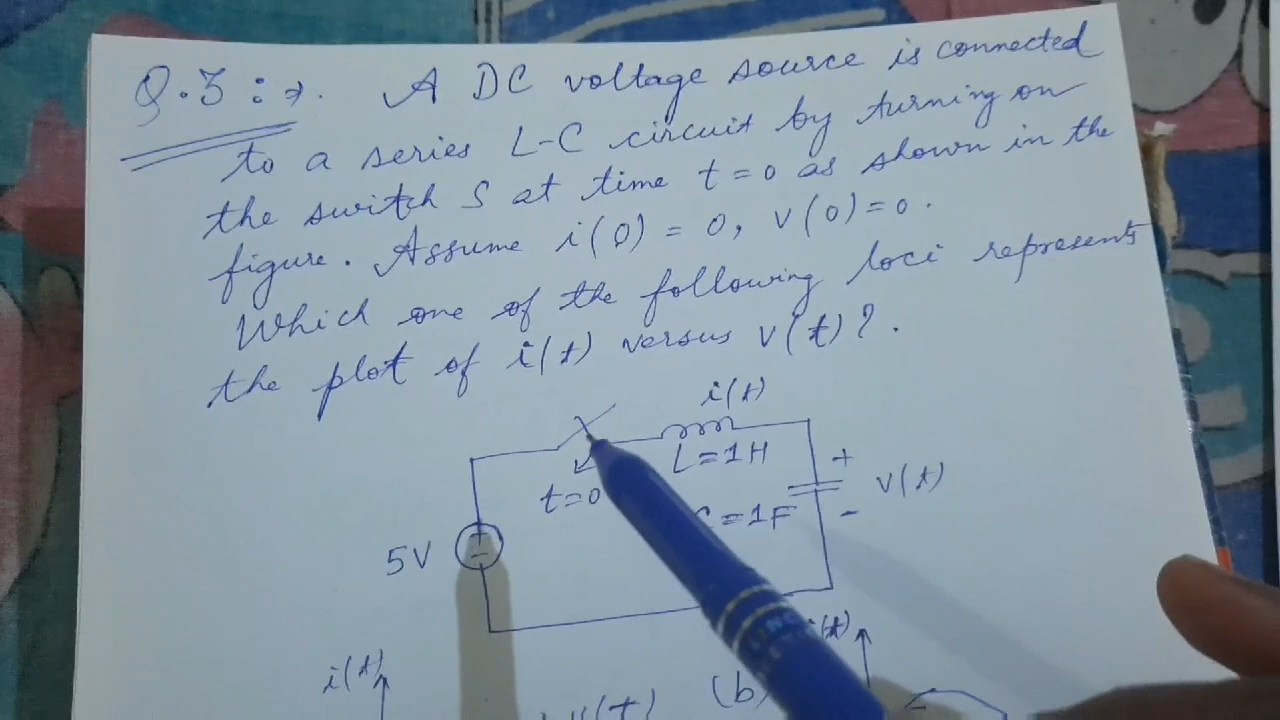 Q.3 :→. A DC voltage source is connected
to a series L-C circuit by turning on
the switch S at time t=0 as shown in the
figure. Assume i(0) = 0, v(0)=0.
Which one of the following loci represents
the plot of i(t) versus v(t)?.
i(t)
L=1H
+
v(t)
t=0
=1F
-
5V
+
-
i(t)
i(t)
(b)
v(t)